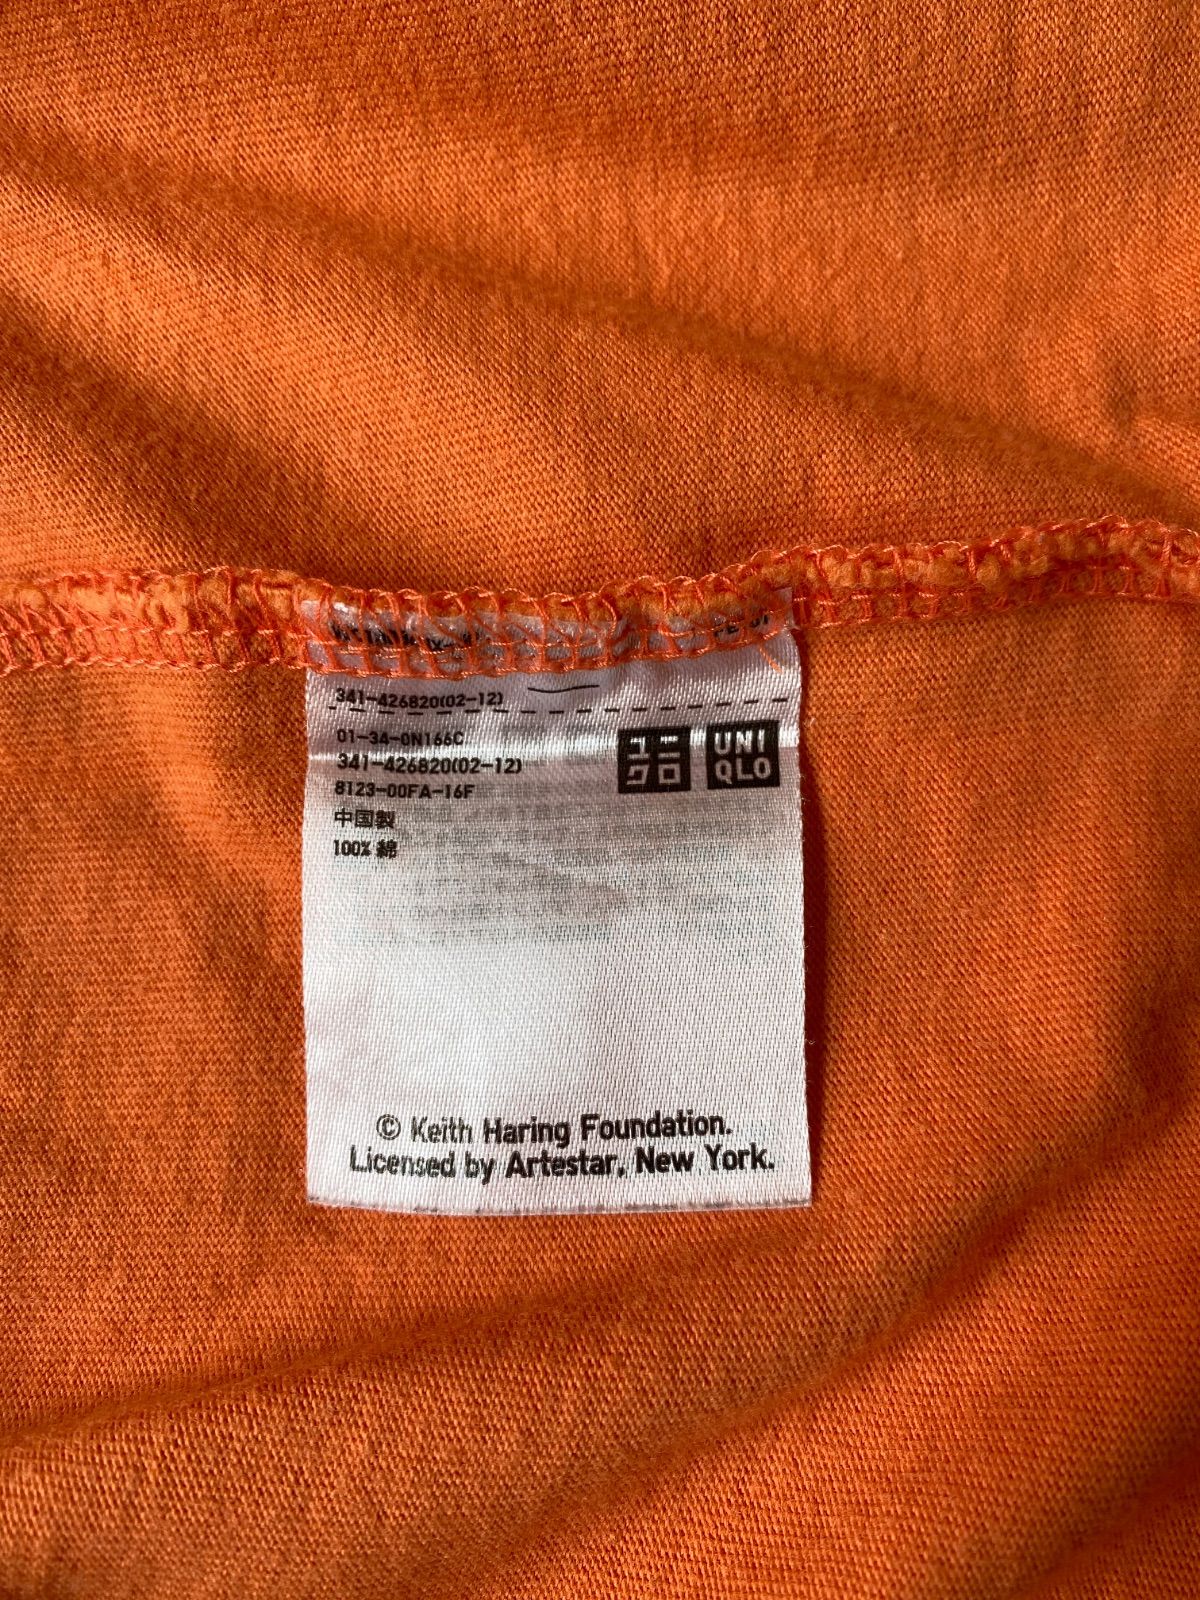 341-426820(02-12)
01-3A-0N166C
341-426820(02-12)
8123-00FA-16F
中国製
100% 綿
ユニ
クロ
UNI
QLO
© Keith Haring Foundation.
Licensed by Artestar, New York.